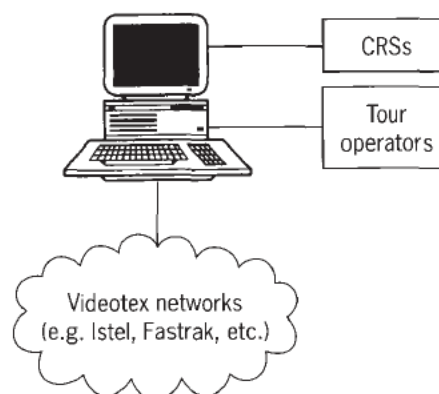 CRSs
Tour
operators
Videotex networks
(e.g. Istel, Fastrak, etc.)